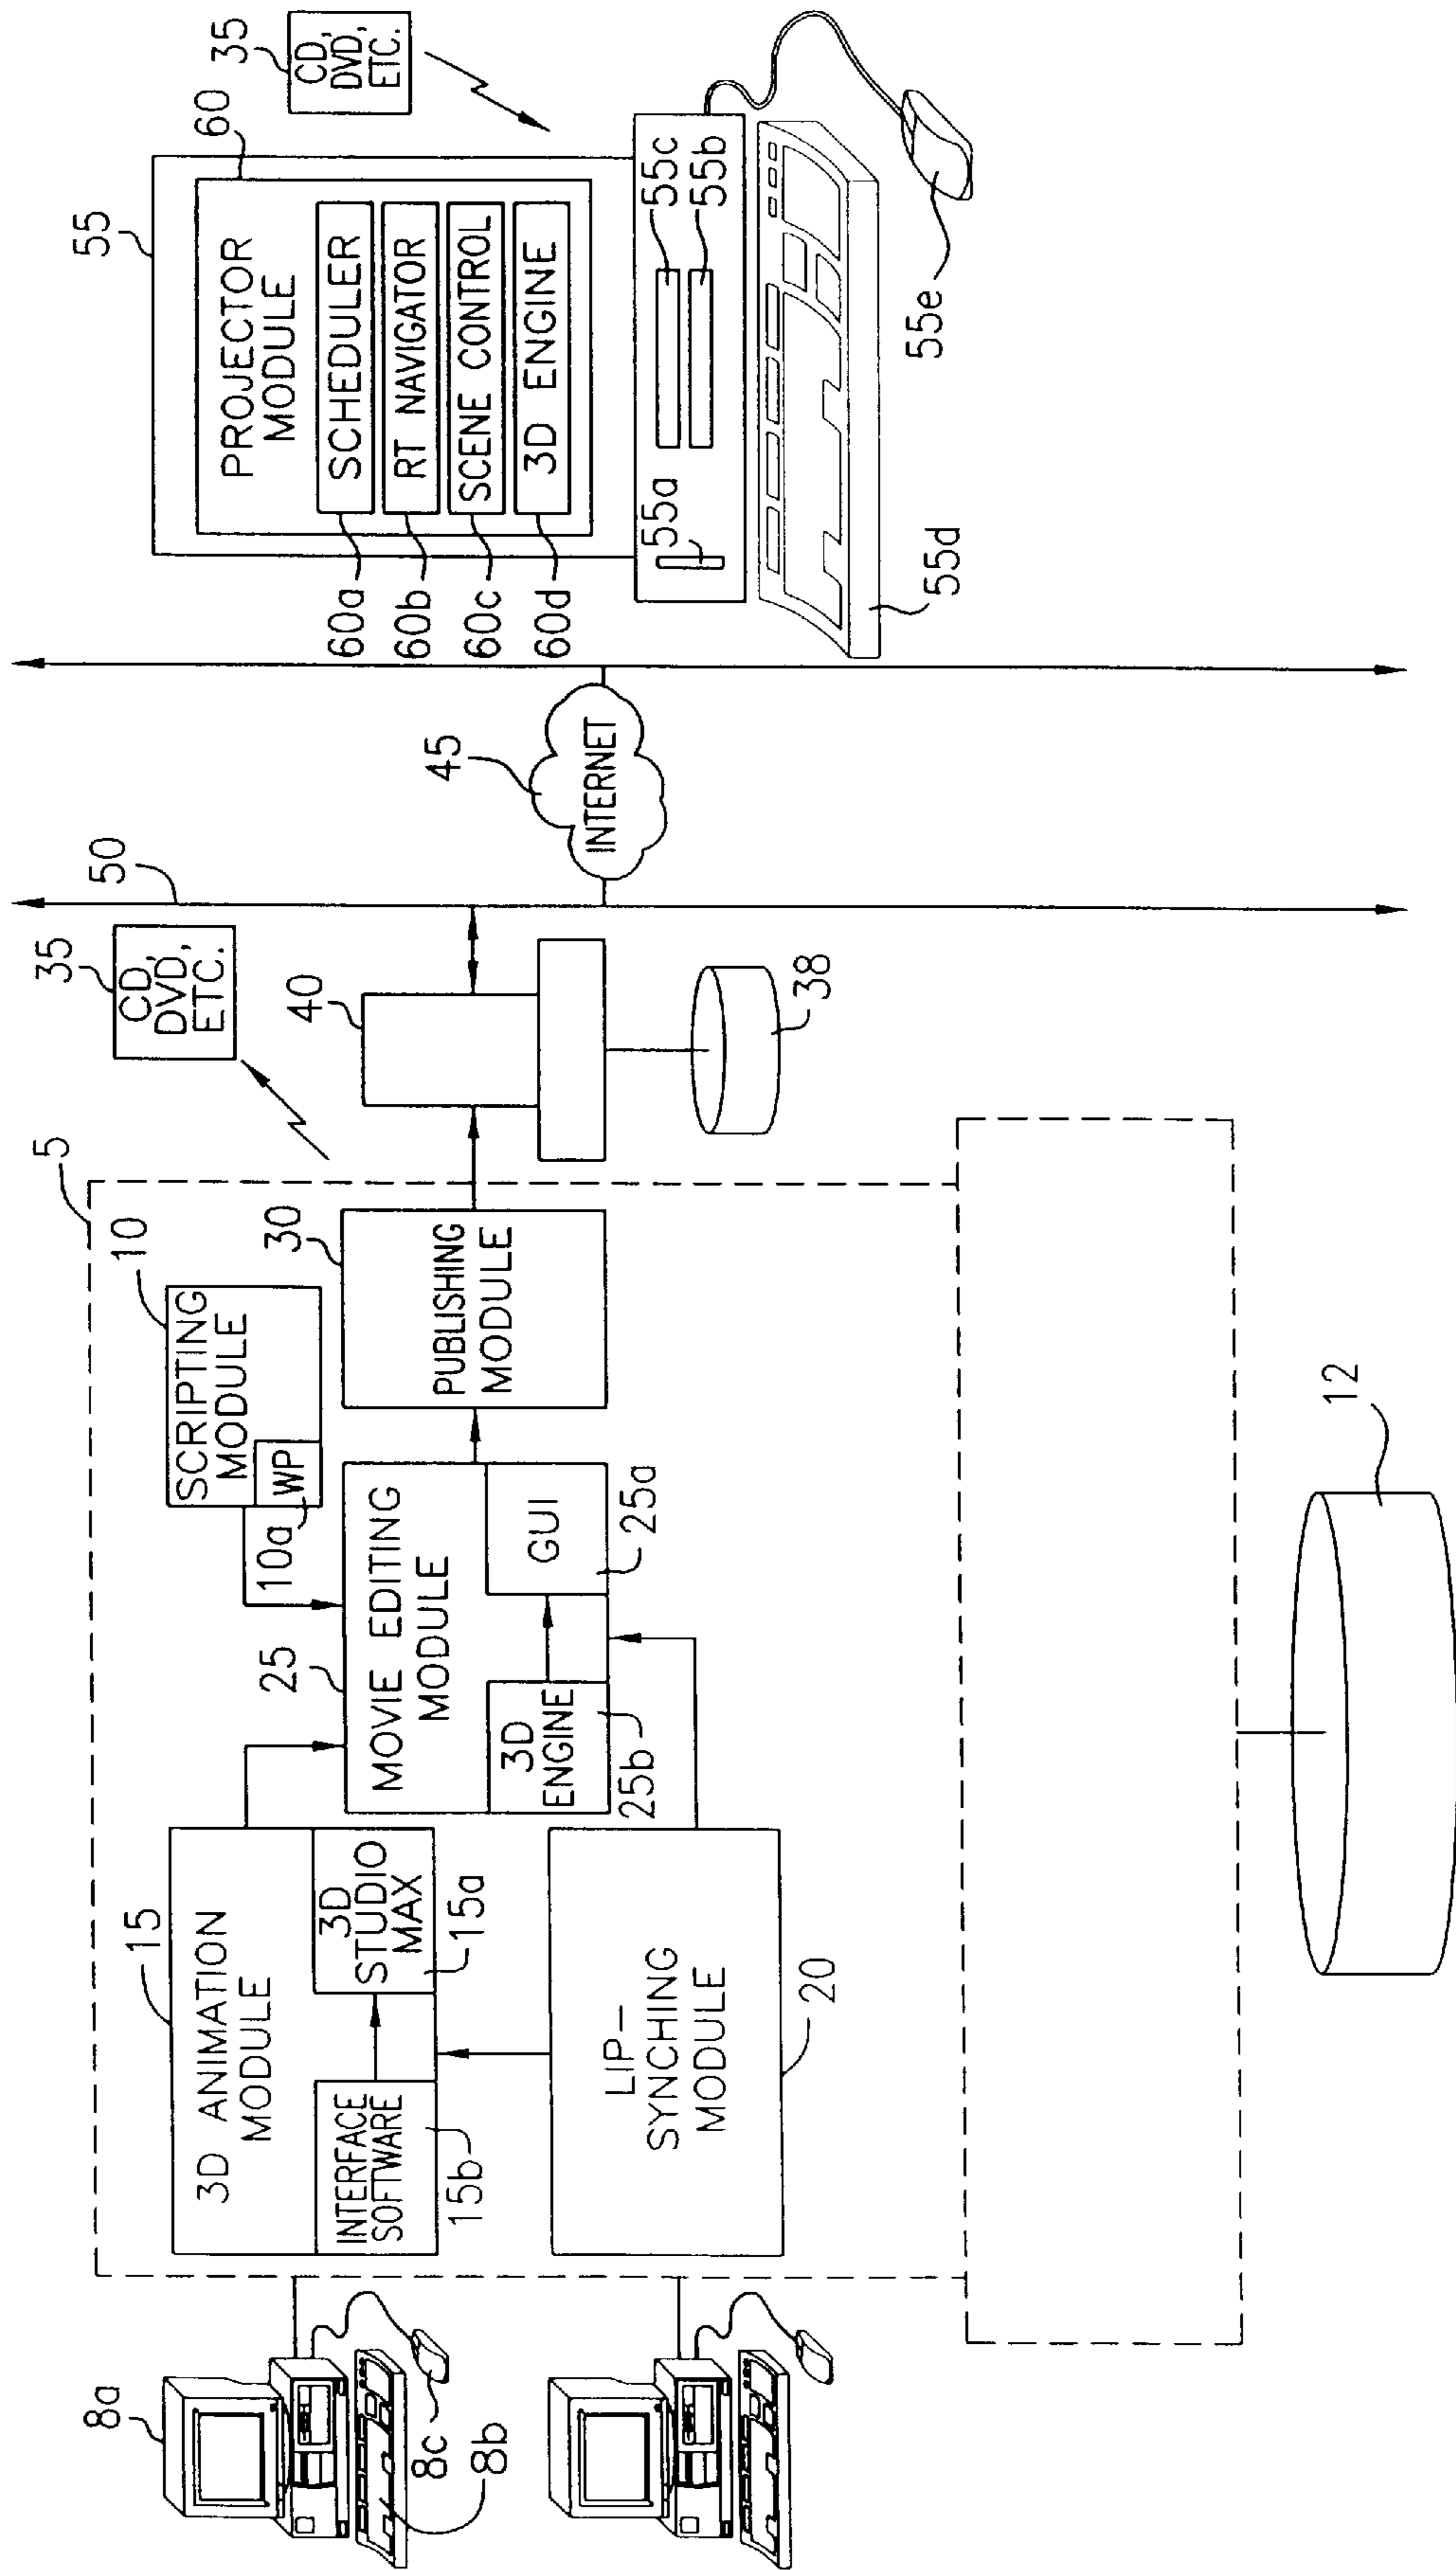 8a
8c
8b
5
15
3D ANIMATION
MODULE
INTERFACE
SOFTWARE
15b
3D
STUDIO
MAX
15a
LIP-
SYNCHING
MODULE
20
10
SCRIPTING
MODULE
WP
10a
25
MOVIE EDITING
MODULE
3D
ENGINE
25b
GUI
25a
30
PUBLISHING
MODULE
12
35
CD,
DVD,
ETC.
40
38
50
45
INTERNET
55
60
PROJECTOR
MODULE
SCHEDULER
RT NAVIGATOR
SCENE CONTROL
3D ENGINE
60a
60b
60c
60d
35
CD,
DVD,
ETC.
55a
55c
55b
55d
55e